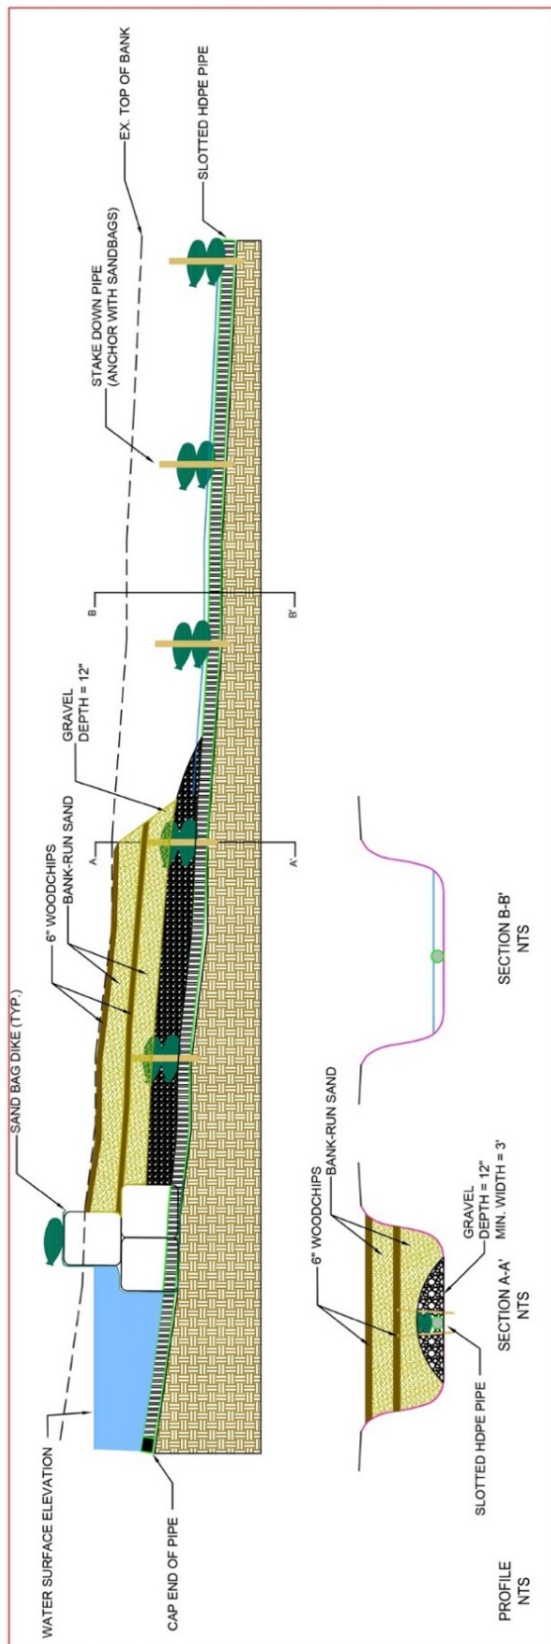 WATER SURFACE ELEVATION
SAND BAG DIKE (TYP.)
6" WOODCHIPS
BANK-RUN SAND
GRAVEL
DEPTH = 12"
STAKE DOWN PIPE
(ANCHOR WITH SANDBAGS)
EX. TOP OF BANK
SLOTTED HDPE PIPE
CAP END OF PIPE
A
A'
B
B'
PROFILE
NTS
6" WOODCHIPS
BANK-RUN SAND
SLOTTED HDPE PIPE
GRAVEL
DEPTH = 12"
MIN. WIDTH = 3'
SECTION A-A'
NTS
SECTION B-B'
NTS